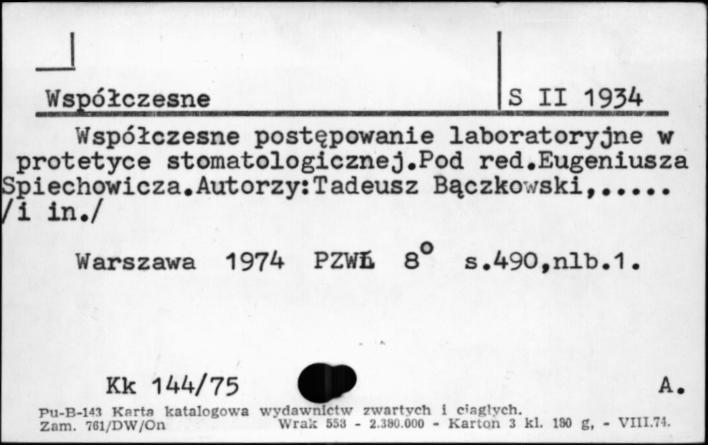 Współczesne S II 1934
Współczesne postępowanie laboratoryjne w
protetyce stomatologicznej.Pod red.Eugeniusza
Spiechowicza.Autorzy:Tadeusz Bączkowski,.....
/i in./
Warszawa 1974 PZWŁ 8° s.490,nlb.1.
Kk 144/75 A.
Pu-B-143 Karta katalogowa wydawnictw zwartych i ciągłych.
Zam. 761/DW/On Wrak 558 - 2.380.000 - Karton 3 kl. 180 g, - VIII.74.